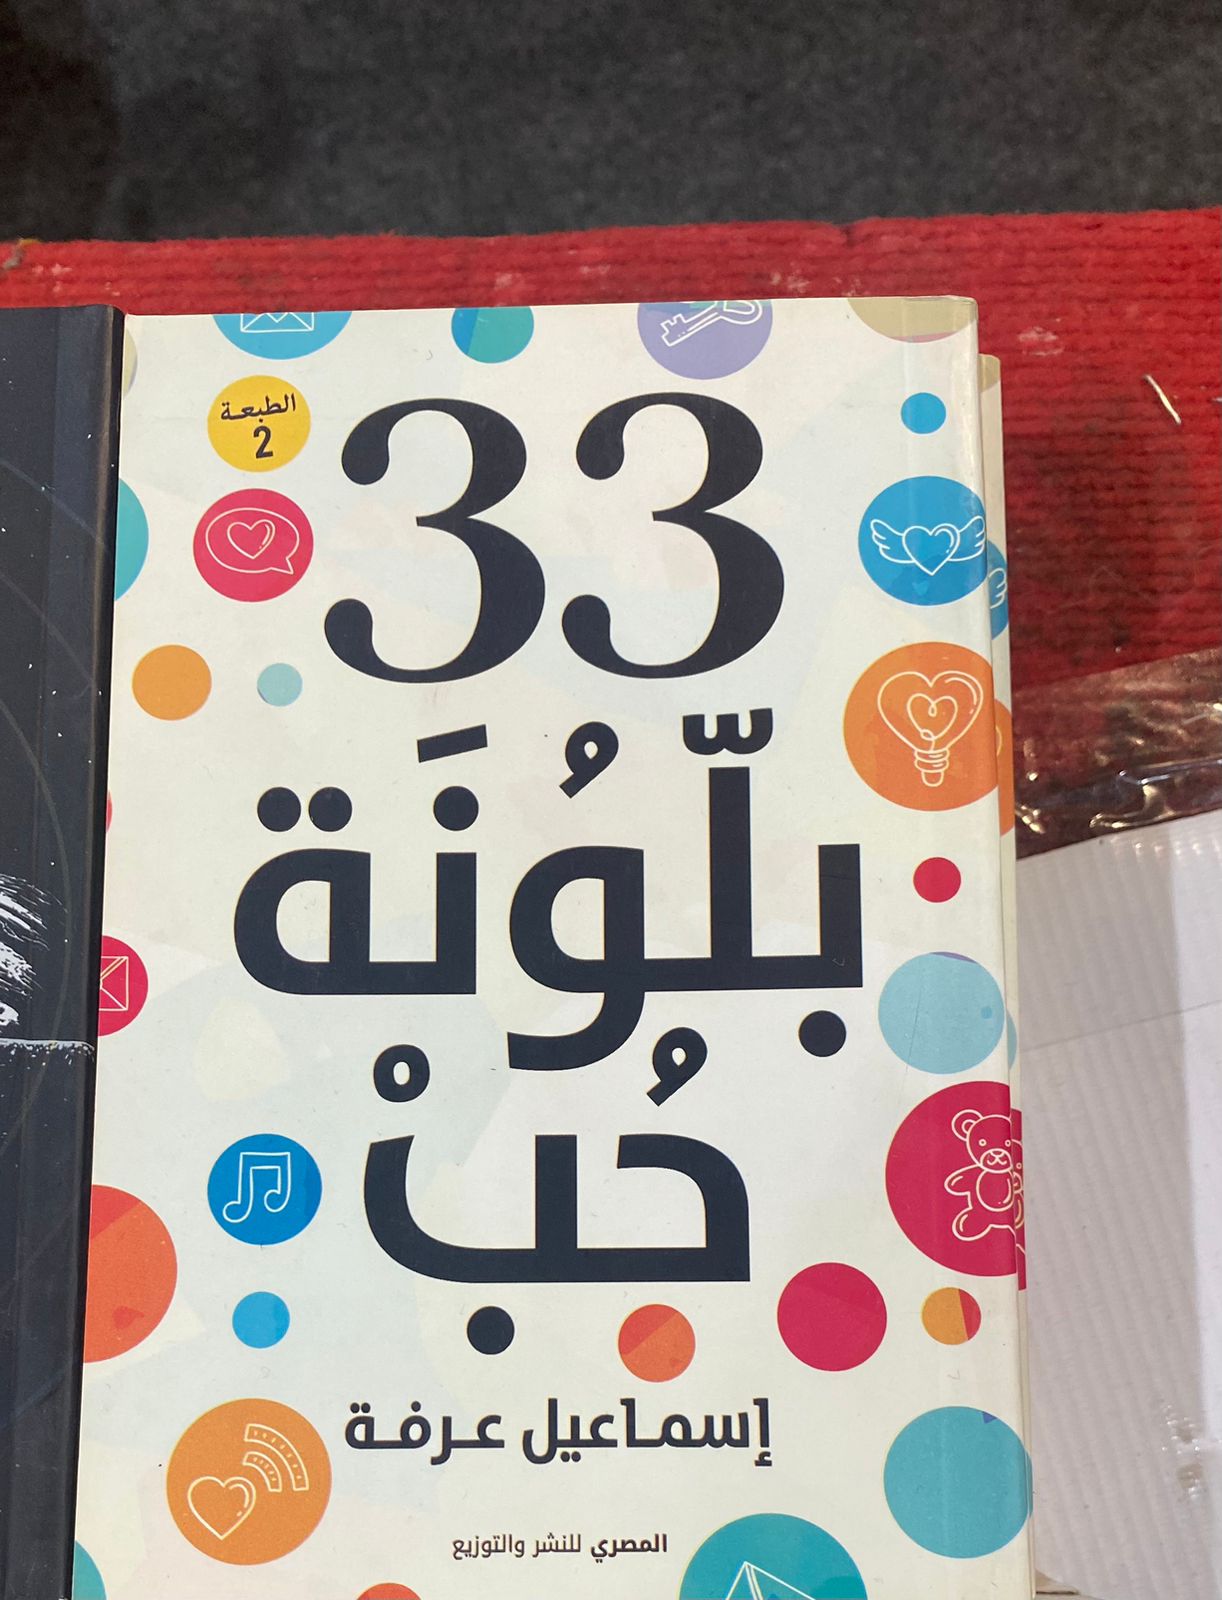 الطبعة
2
33
بلّونَة
حُبْ
إسماعيل عرفة
المصري للنشر والتوزيع